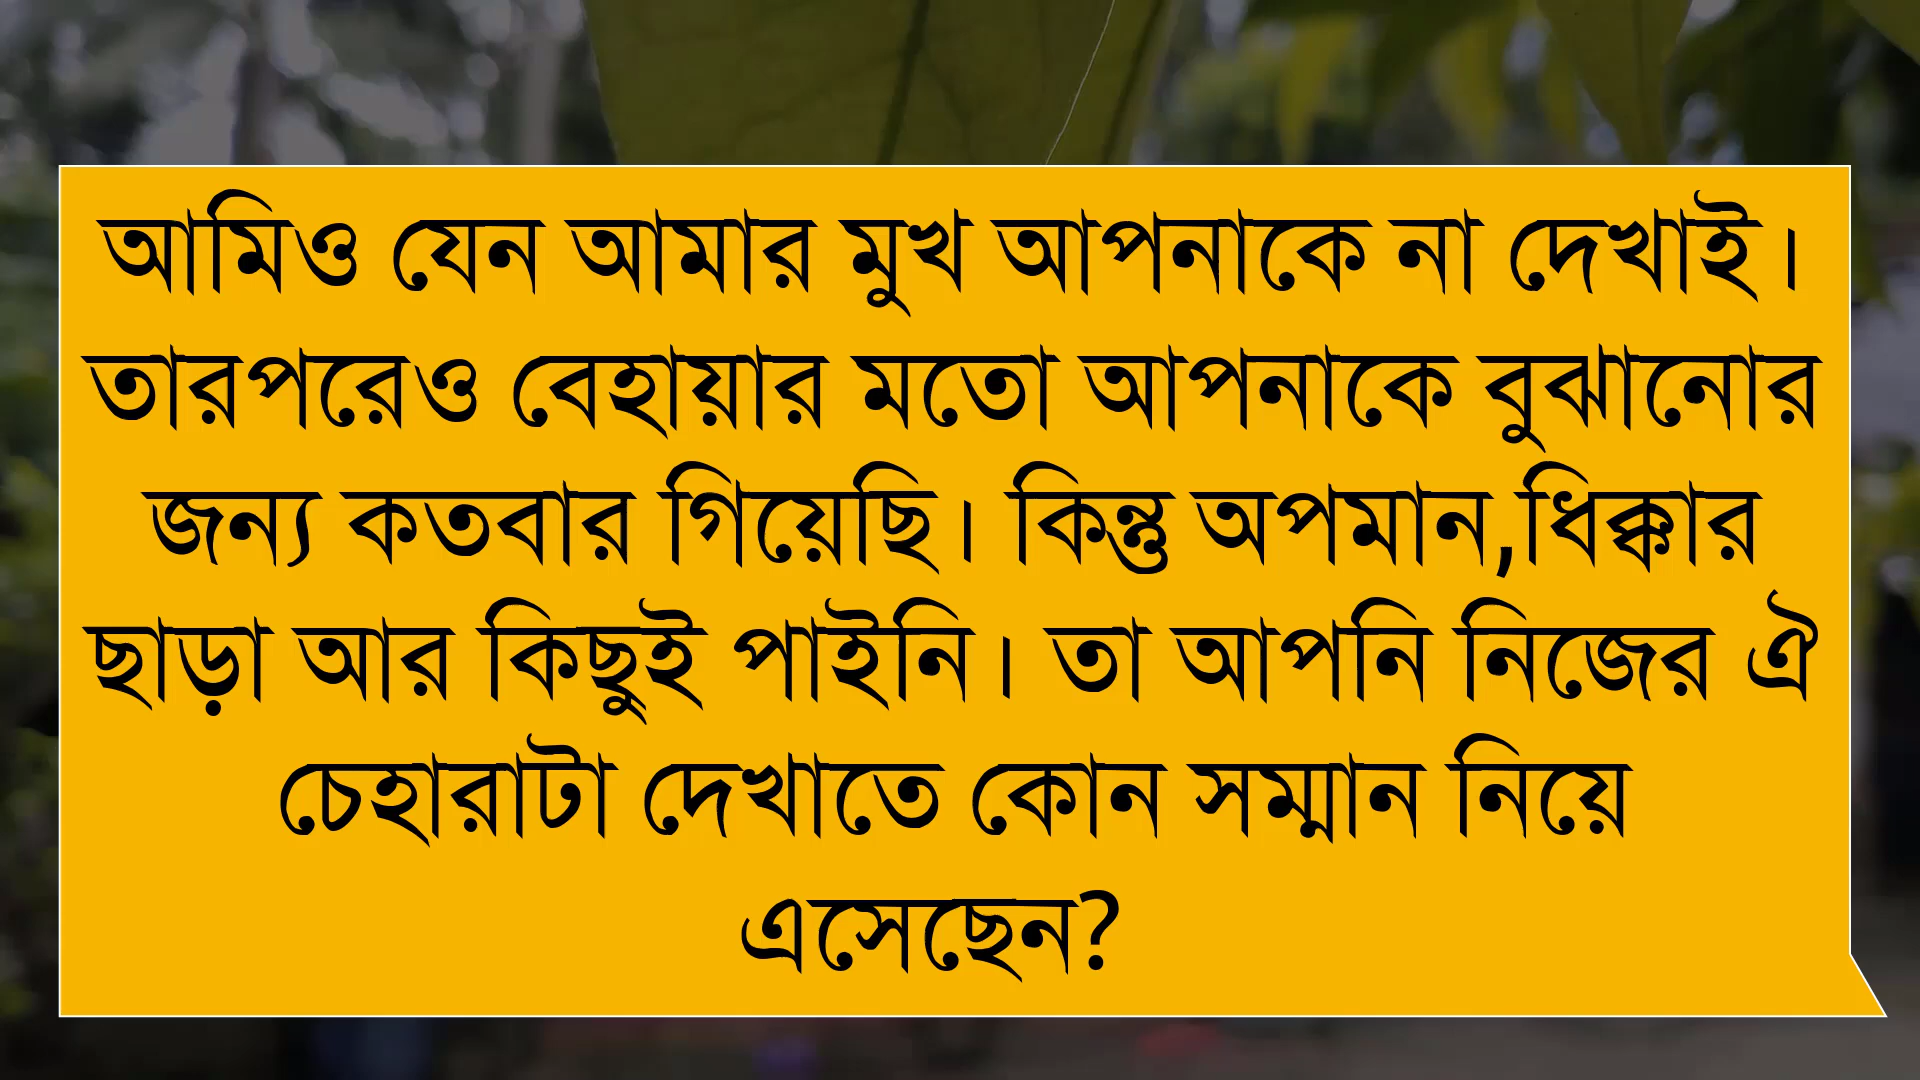 আমিও যেন আমার মুখ আপনাকে না দেখাই।
তারপরেও বেহায়ার মতো আপনাকে বুঝানোর
জন্য কতবার গিয়েছি। কিন্তু অপমান,ধিক্কার
ছাড়া আর কিছুই পাইনি। তা আপনি নিজের ঐ
চেহারাটা দেখাতে কোন সম্মান নিয়ে
এসেছেন?